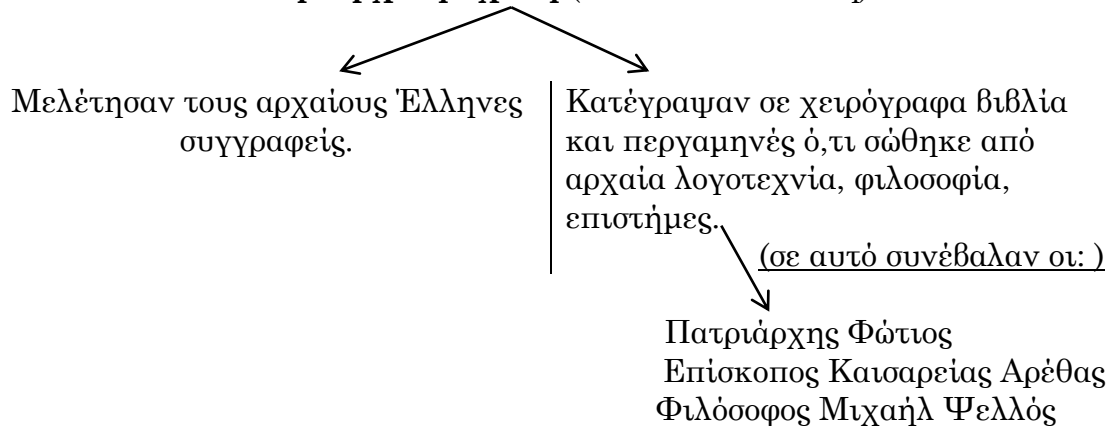 Μελέτησαν τους αρχαίους Έλληνες
συγγραφείς.
Κατέγραψαν σε χειρόγραφα βιβλία
και περγαμηνές ό,τι σώθηκε από
αρχαία λογοτεχνία, φιλοσοφία,
επιστήμες.
(σε αυτό συνέβαλαν οι: )
Πατριάρχης Φώτιος
Επίσκοπος Καισαρείας Αρέθας
Φιλόσοφος Μιχαήλ Ψελλός